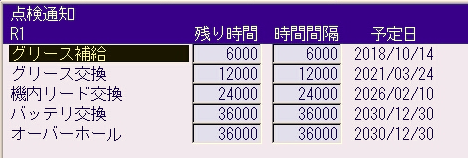 点検通知
R1 残り時間 時間間隔 予定日
グリース補給 6000 6000 2018/10/14
グリース交換 12000 12000 2021/03/24
機内リード交換 24000 24000 2026/02/10
バッテリ交換 36000 36000 2030/12/30
オーバーホール 36000 36000 2030/12/30